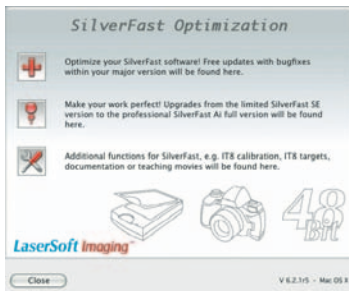 SilverFast Optimization
Optimize your SilverFast software! Free updates with bugfixes
within your major version will be found here.
Make your work perfect! Upgrades from the limited SilverFast SE
version to the professional SilverFast Ai full version will be found
here.
Additional functions for SilverFast, e.g. IT8 calibration, IT8 targets,
documentation or teaching movies will be found here.
48
Bit
LaserSoft Imaging™
Close
V 6.2.1r5 - Mac OS X